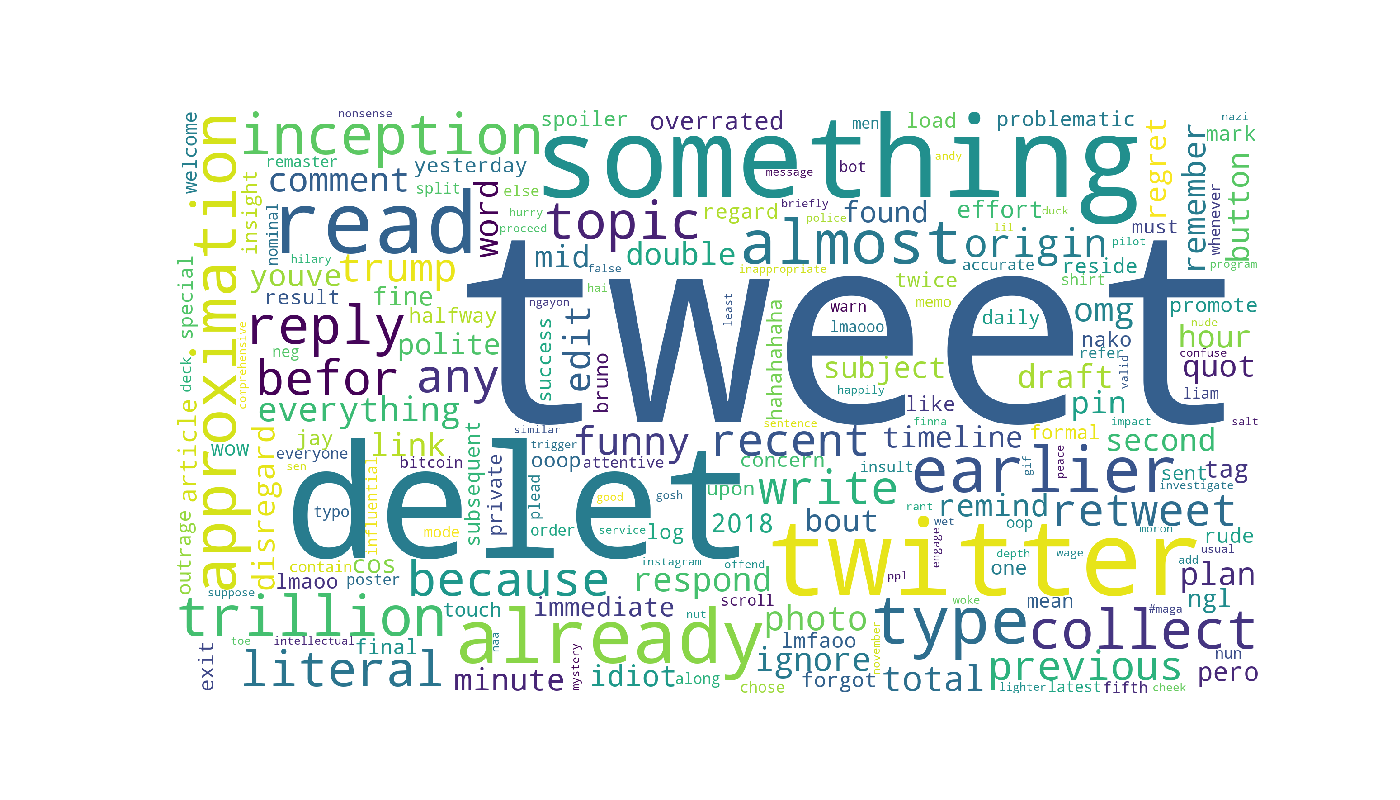 tweet
something
delet
twitter
read
already
approximation
inception
almost
earlier
type
collect
trillion
literal
because
reply
befor
any
topic
origin
recent
retweet
write
previous
everything
funny
edit
word
trump
youve
comment
overrated
spoiler
nonsense
welcome
remaster
yesterday
split
else
insight
nominal
hilary
hurry
proceed
mid
false
hai
men
load
problematic
andy
message
bot
briefly
police
regard
found
effort
duck
lil
double
inappropriate
twice
accurate
reside
must
pilot
regret
remember
whenever
button
mark
nazi
program
shirt
memo
promote
omg
daily
warn
lmaooo
least
ngayon
result
fine
halfway
polite
neg
success
bruno
hahahahaha
subject
happily
draft
nako
refer
valid
nude
hour
confuse
quot
liam
pin
like
finna
impact
salt
special
deck
article
outrage
comprehensive
disregard
wow
jay
everyone
sen
link
influential
bitcoin
subsequent
private
similar
trigger
ooop
plead
attentive
sentence
concern
timeline
formal
second
insult
gif
peace
sent
tag
investigate
typo
mode
good
gosh
upon
order
service
log
2018
bout
rant
wet
remind
oop
moron
rude
usual
contain
cos
lmaoo
poster
suppose
instagram
offend
respond
ppl
depth
one
wage
add
plan
touch
immediate
scroll
nut
photo
woke
mean
#maga
ngl
toe
intellectual
final
exit
naa
minute
mystery
idiot
along
lmfaoo
ignore
chose
forgot
november
total
lighter
latest
fifth
cheek
nun
pero